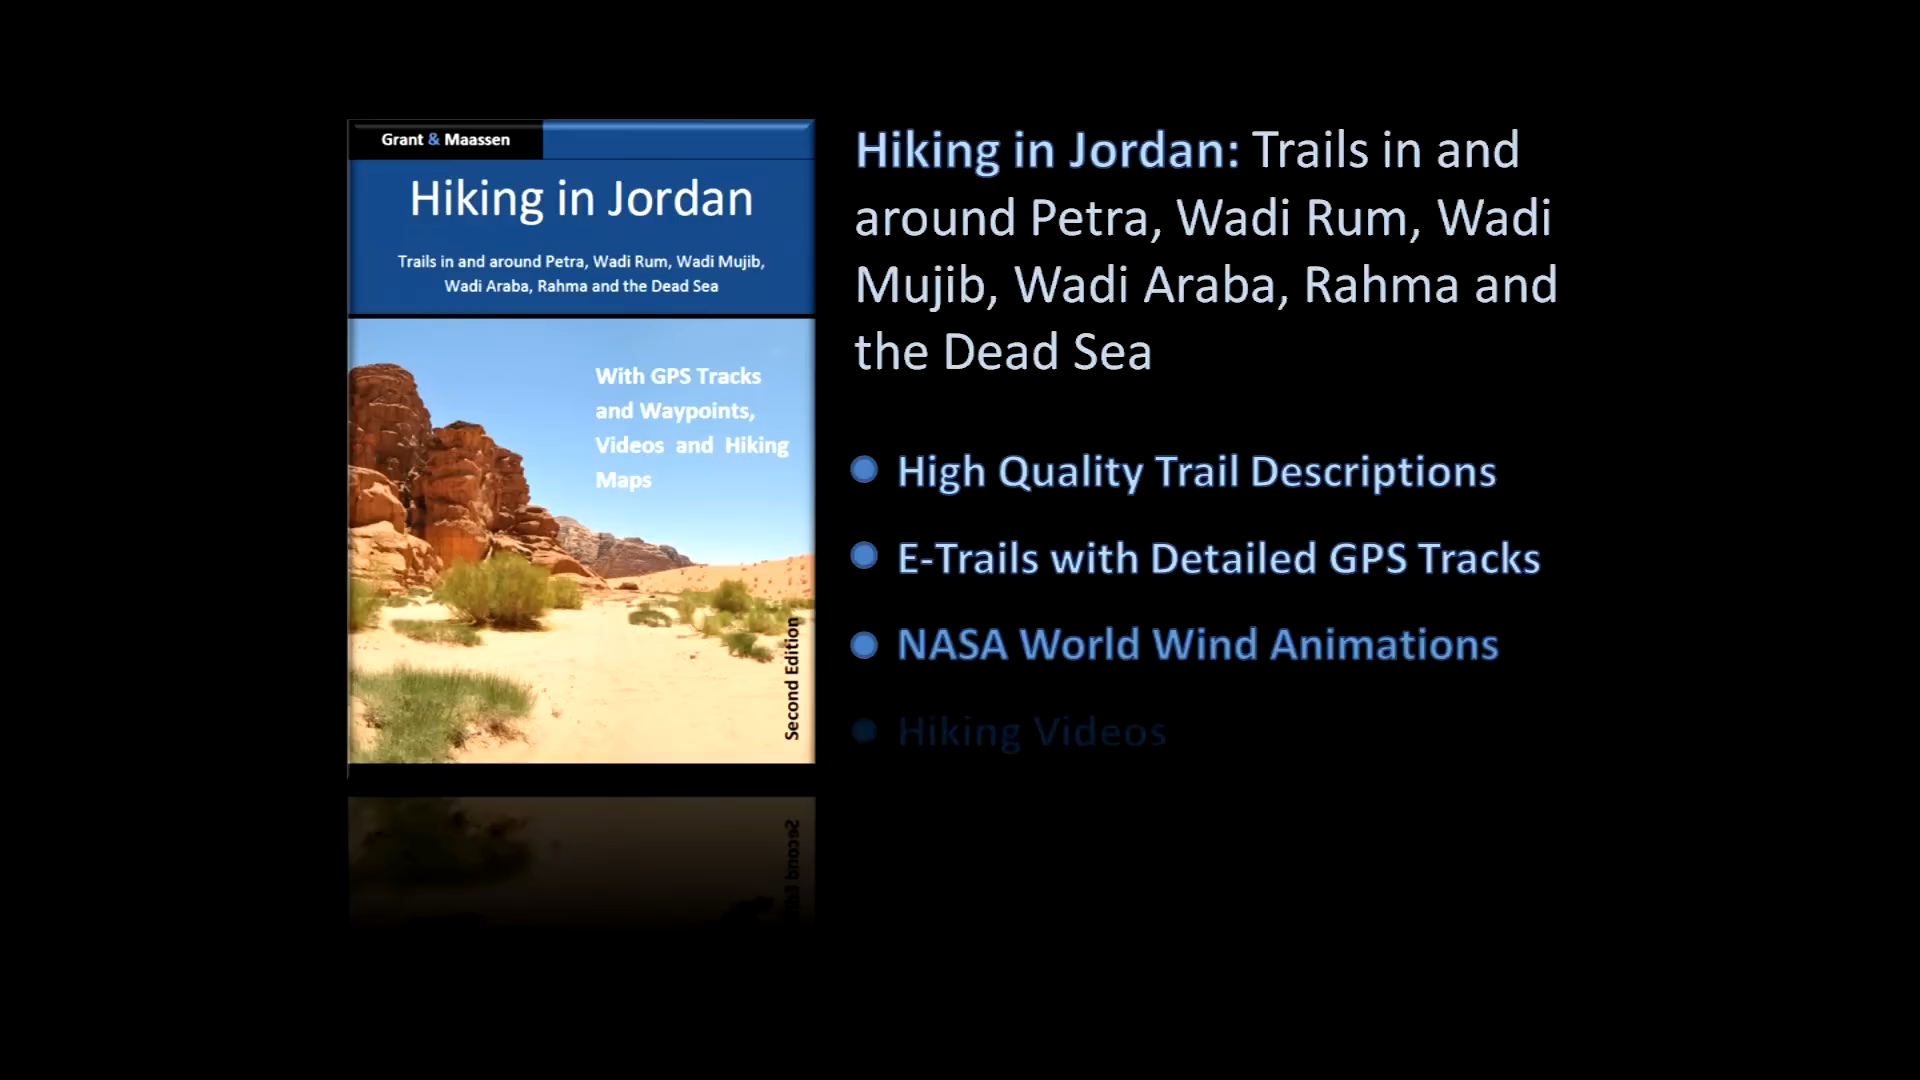 Grant & Maassen
Hiking in Jordan
Trails in and around Petra, Wadi Rum, Wadi Mujib,
Wadi Araba, Rahma and the Dead Sea
With GPS Tracks
and Waypoints,
Videos and Hiking
Maps
Second Edition
Hiking in Jordan: Trails in and
around Petra, Wadi Rum, Wadi
Mujib, Wadi Araba, Rahma and
the Dead Sea
High Quality Trail Descriptions
E-Trails with Detailed GPS Tracks
NASA World Wind Animations
Hiking Videos